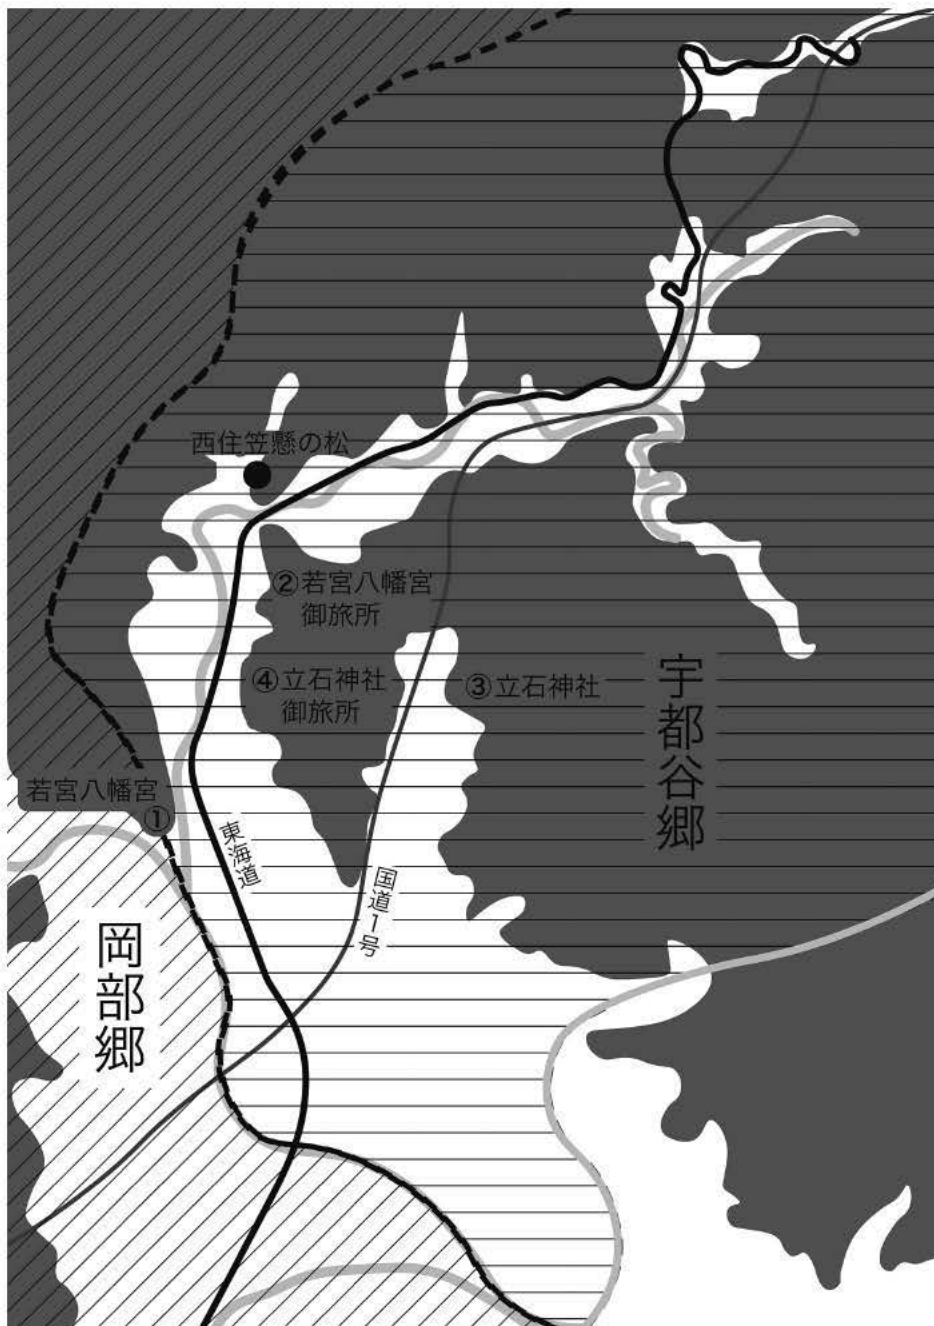 西住笠懸の松
②若宮八幡宮
御旅所
④立石神社
御旅所
③立石神社
宇都谷郷
若宮八幡宮
①
東海道
国道1号
岡部郷